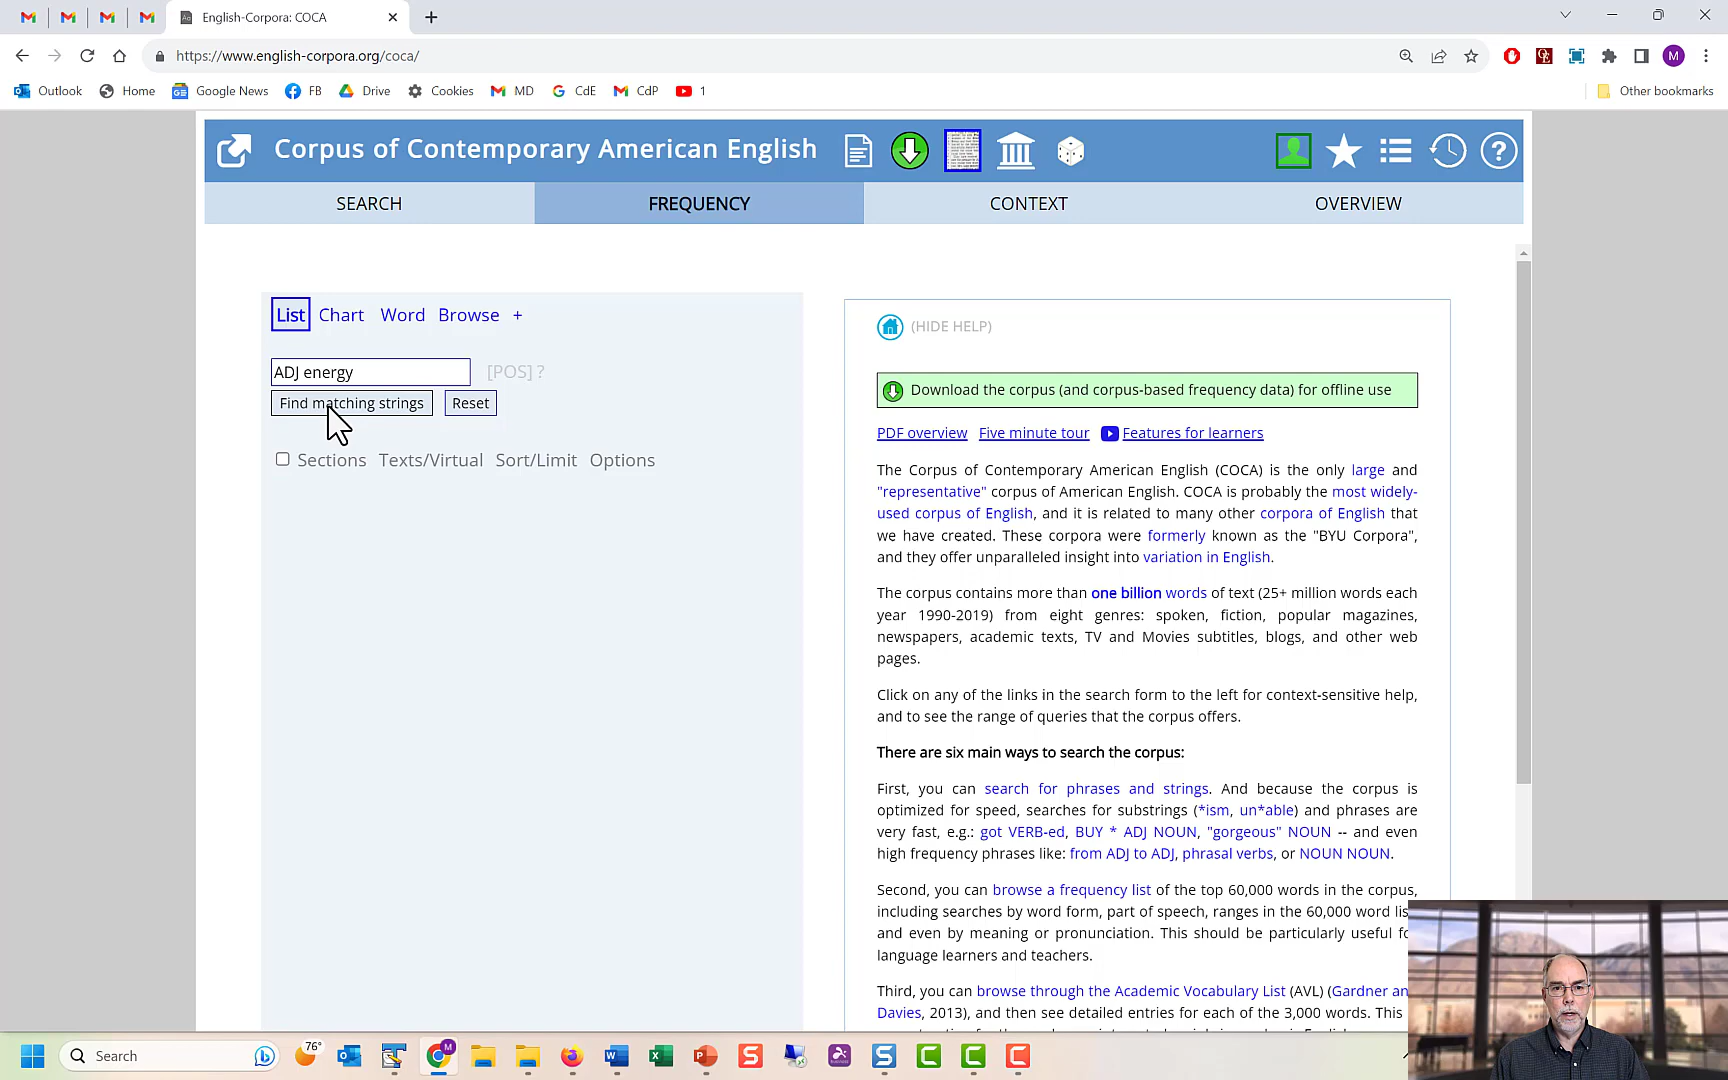 English-Corpora: COCA
https://www.english-corpora.org/coca/
M
Outlook Home Google News FB Drive Cookies MD CdE CdP 1 Other bookmarks
Corpus of Contemporary American English
SEARCH FREQUENCY CONTEXT OVERVIEW
List Chart Word Browse +
ADJ energy [POS] ?
Find matching strings Reset
Sections Texts/Virtual Sort/Limit Options
(HIDE HELP)
Download the corpus (and corpus-based frequency data) for offline use
PDF overview Five minute tour Features for learners
The Corpus of Contemporary American English (COCA) is the only large and
"representative" corpus of American English. COCA is probably the most widely-
used corpus of English, and it is related to many other corpora of English that
we have created. These corpora were formerly known as the "BYU Corpora",
and they offer unparalleled insight into variation in English.
The corpus contains more than one billion words of text (25+ million words each
year 1990-2019) from eight genres: spoken, fiction, popular magazines,
newspapers, academic texts, TV and Movies subtitles, blogs, and other web
pages.
Click on any of the links in the search form to the left for context-sensitive help,
and to see the range of queries that the corpus offers.
There are six main ways to search the corpus:
First, you can search for phrases and strings. And because the corpus is
optimized for speed, searches for substrings (*ism, un*able) and phrases are
very fast, e.g.: got VERB-ed, BUY * ADJ NOUN, "gorgeous" NOUN -- and even
high frequency phrases like: from ADJ to ADJ, phrasal verbs, or NOUN NOUN.
Second, you can browse a frequency list of the top 60,000 words in the corpus,
including searches by word form, part of speech, ranges in the 60,000 word lis
and even by meaning or pronunciation. This should be particularly useful fo
language learners and teachers.
Third, you can browse through the Academic Vocabulary List (AVL) (Gardner an
Davies, 2013), and then see detailed entries for each of the 3,000 words. This
Search 76°